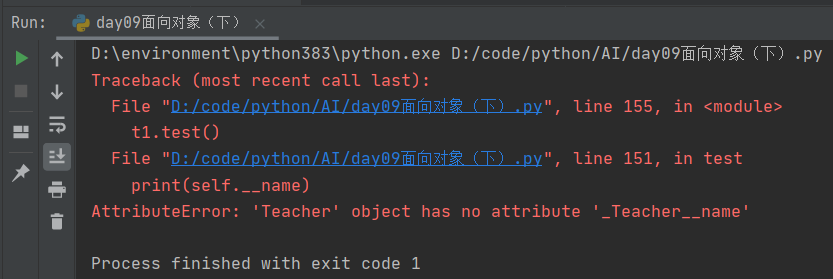 Run: day09面向对象（下） ×
D:\environment\python383\python.exe D:/code/python/AI/day09面向对象（下）.py
Traceback (most recent call last):
File "D:/code/python/AI/day09面向对象（下）.py", line 155, in <module>
t1.test()
File "D:/code/python/AI/day09面向对象（下）.py", line 151, in test
print(self.__name)
AttributeError: 'Teacher' object has no attribute '_Teacher__name'
Process finished with exit code 1